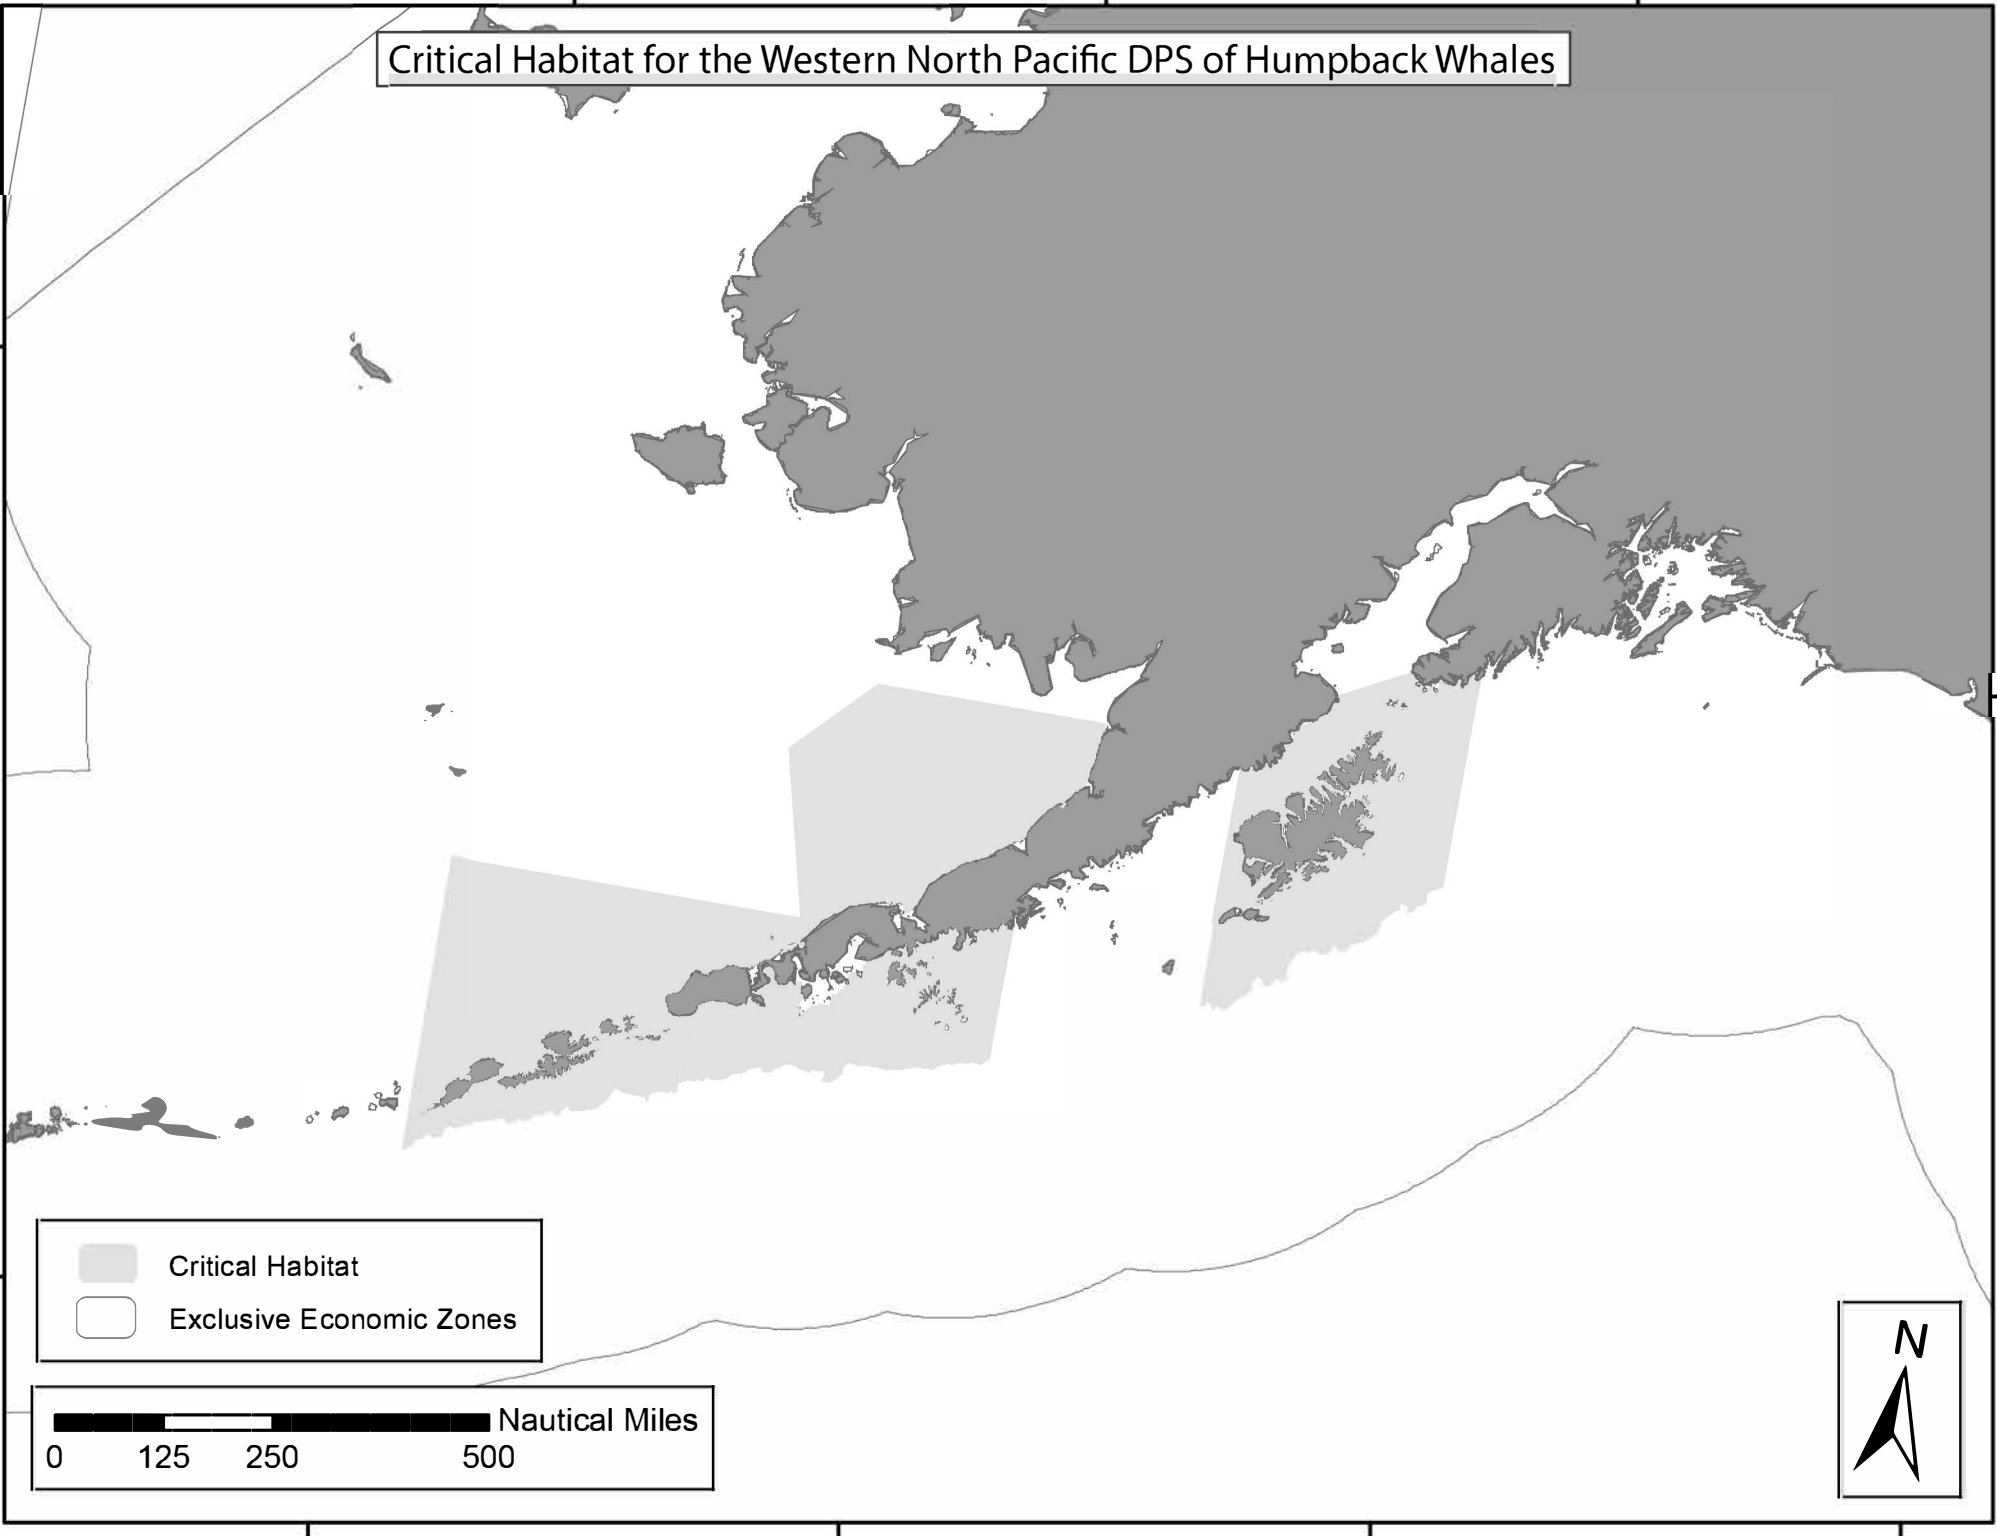 Critical Habitat for the Western North Pacific DPS of Humpback Whales
Critical Habitat
Exclusive Economic Zones
Nautical Miles
0 125 250 500
N